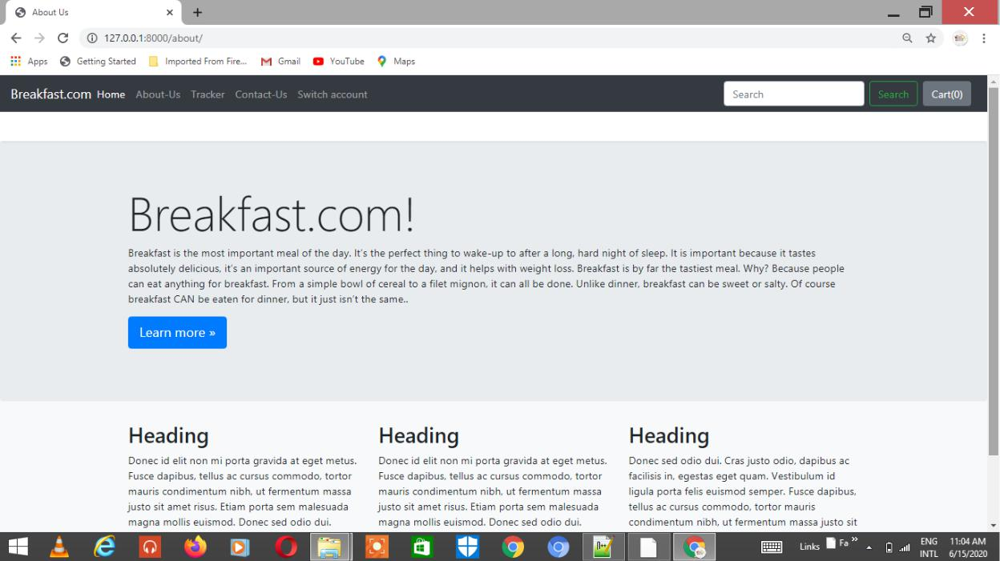 About Us
127.0.0.1:8000/about/
Apps Getting Started Imported From Fire... Gmail YouTube Maps
Breakfast.com Home About-Us Tracker Contact-Us Switch account Search Search Cart(0)
Breakfast.com!
Breakfast is the most important meal of the day. It's the perfect thing to wake-up to after a long, hard night of sleep. It is important because it tastes
absolutely delicious, it's an important source of energy for the day, and it helps with weight loss. Breakfast is by far the tastiest meal. Why? Because people
can eat anything for breakfast. From a simple bowl of cereal to a filet mignon, it can all be done. Unlike dinner, breakfast can be sweet or salty. Of course
breakfast CAN be eaten for dinner, but it just isn't the same..
Learn more »
Heading
Donec id elit non mi porta gravida at eget metus.
Fusce dapibus, tellus ac cursus commodo, tortor
mauris condimentum nibh, ut fermentum massa
justo sit amet risus. Etiam porta sem malesuada
magna mollis euismod. Donec sed odio dui.
Heading
Donec id elit non mi porta gravida at eget metus.
Fusce dapibus, tellus ac cursus commodo, tortor
mauris condimentum nibh, ut fermentum massa
justo sit amet risus. Etiam porta sem malesuada
magna mollis euismod. Donec sed odio dui.
Heading
Donec sed odio dui. Cras justo odio, dapibus ac
facilisis in, egestas eget quam. Vestibulum id
ligula porta felis euismod semper. Fusce dapibus,
tellus ac cursus commodo, tortor mauris
condimentum nibh, ut fermentum massa justo sit
Links Fa »
ENG
INTL
11:04 AM
6/15/2020